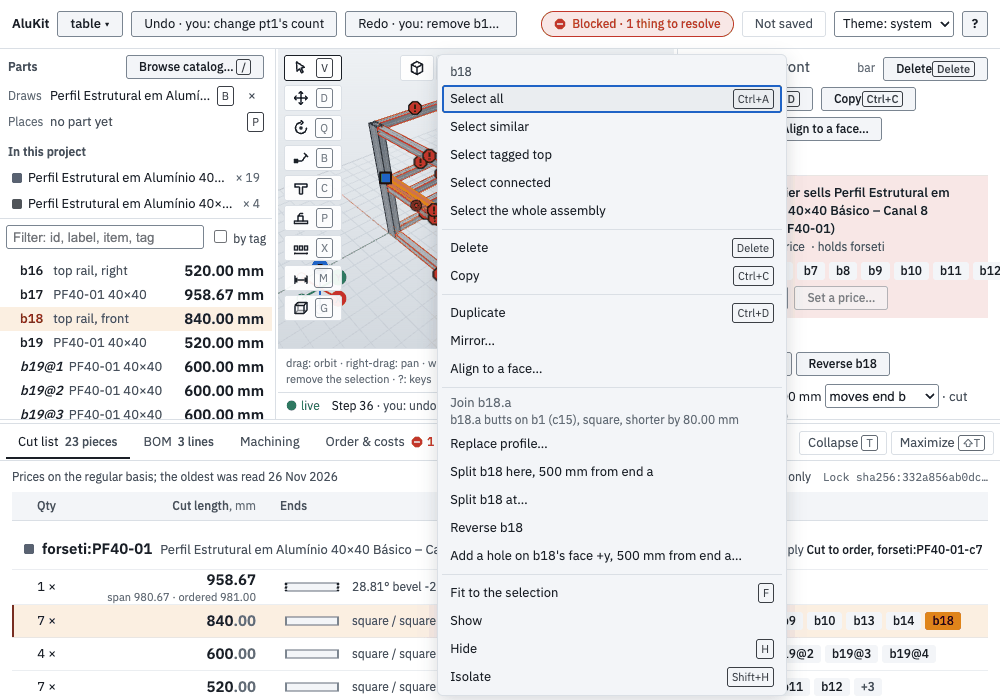 AluKit table ▾ Undo · you: change pt1's count Redo · you: remove b1… Blocked · 1 thing to resolve Not saved Theme: system ?
Parts Browse catalog… /
Draws Perfil Estrutural em Alumí… B ×
Places no part yet P
In this project
Perfil Estrutural em Alumínio 40… × 19
Perfil Estrutural em Alumínio 40×… × 4
Filter: id, label, item, tag by tag
b16 top rail, right 520.00 mm
b17 PF40-01 40×40 958.67 mm
b18 top rail, front 840.00 mm
b19 PF40-01 40×40 520.00 mm
b19@1 PF40-01 40×40 600.00 mm
b19@2 PF40-01 40×40 600.00 mm
b19@3 PF40-01 40×40 600.00 mm
V
D
Q
B
C
P
X
M
G
drag: orbit · right-drag: pan · w
remove the selection · ?: keys
live Step 36 · you: undo
b18
Select all Ctrl+A
Select similar
Select tagged top
Select connected
Select the whole assembly
Delete Delete
Copy Ctrl+C
Duplicate Ctrl+D
Mirror…
Align to a face…
Join b18.a
b18.a butts on b1 (c15), square, shorter by 80.00 mm
Replace profile…
Split b18 here, 500 mm from end a
Split b18 at…
Reverse b18
Add a hole on b18's face +y, 500 mm from end a…
Fit to the selection F
Show
Hide H
Isolate Shift+H
ont bar Delete Delete
D Copy Ctrl+C
Align to a face…
ier sells Perfil Estrutural em
40×40 Básico – Canal 8
F40-01)
rice · holds forseti
b7 b8 b9 b10 b11 b12
Set a price…
Reverse b18
0 mm moves end b · cut
Cut list 23 pieces BOM 3 lines Machining Order & costs 1 Collapse T Maximize ⇧T
Prices on the regular basis; the oldest was read 26 Nov 2026 only Lock sha256:332a856ab0dc…
Qty Cut length, mm Ends
forseti:PF40-01 Perfil Estrutural em Alumínio 40×40 Básico – Ca ply Cut to order, forseti:PF40-01-c7
1 × 958.67 28.81° bevel -2
span 980.67 · ordered 981.00
7 × 840.00 square / square b9 b10 b13 b14 b18
4 × 600.00 square / square b19@2 b19@3 b19@4
7 × 520.00 square / square b11 b12 +3